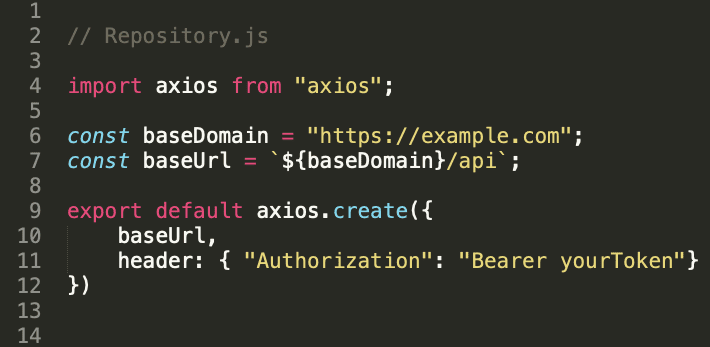 1
2 // Repository.js
3
4 import axios from "axios";
5
6 const baseDomain = "https://example.com";
7 const baseUrl = `${baseDomain}/api`;
8
9 export default axios.create({
10     baseUrl,
11     header: { "Authorization": "Bearer yourToken"}
12 })
13
14